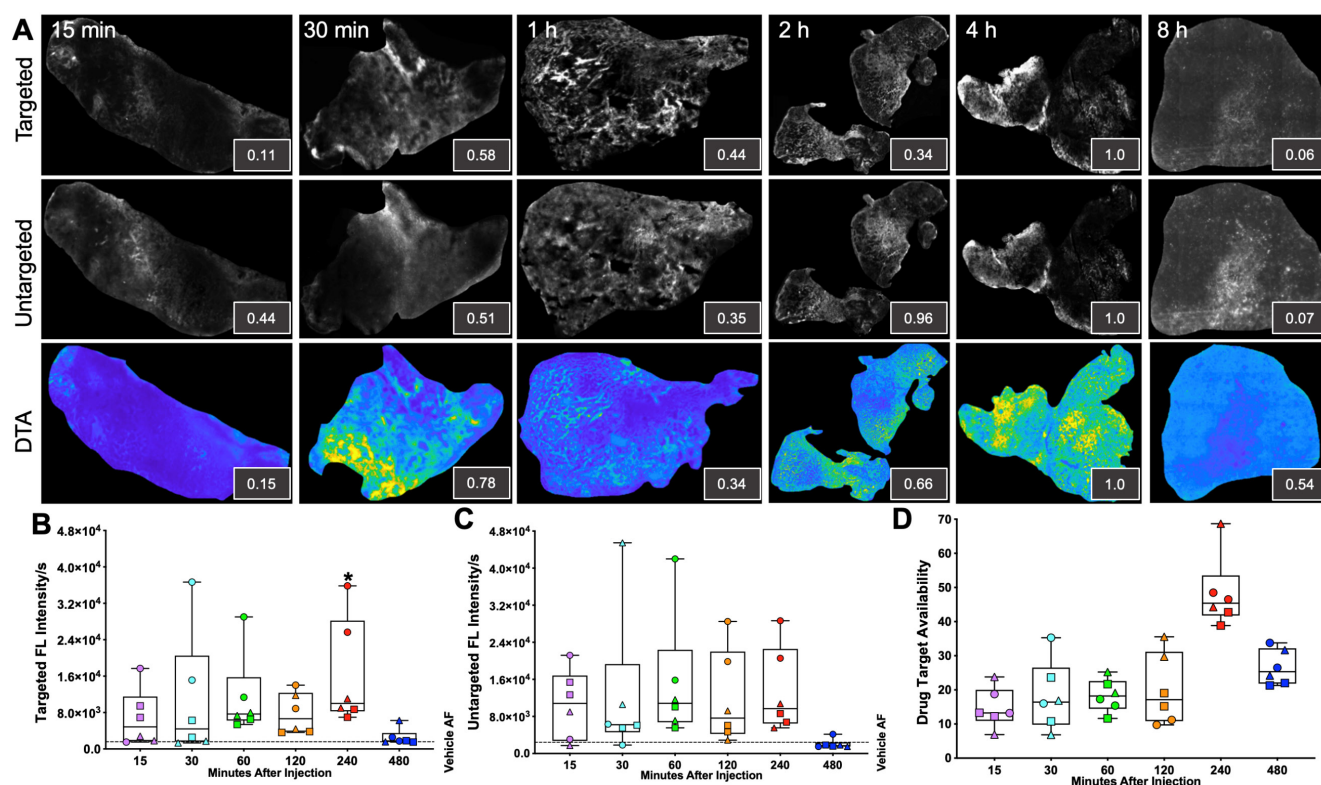 A
15 min 30 min 1 h 2 h 4 h 8 h
Targeted
0.11 0.58 0.44 0.34 1.0 0.06
Untargeted
0.44 0.51 0.35 0.96 1.0 0.07
DTA
0.15 0.78 0.34 0.66 1.0 0.54
B
Targeted FL Intensity/s
4.8×10⁴
3.6×10⁴
2.4×10⁴
1.6×10⁴
8.0×10³
0.0
*
15 30 60 120 240 480
Minutes After Injection
Vehicle AF
C
Untargeted FL Intensity/s
4.8×10⁴
4.0×10⁴
3.2×10⁴
2.4×10⁴
1.6×10⁴
8.0×10³
0.0
15 30 60 120 240 480
Minutes After Injection
Vehicle AF
D
Drug Target Availability
70
60
50
40
30
20
10
0
15 30 60 120 240 480
Minutes After Injection